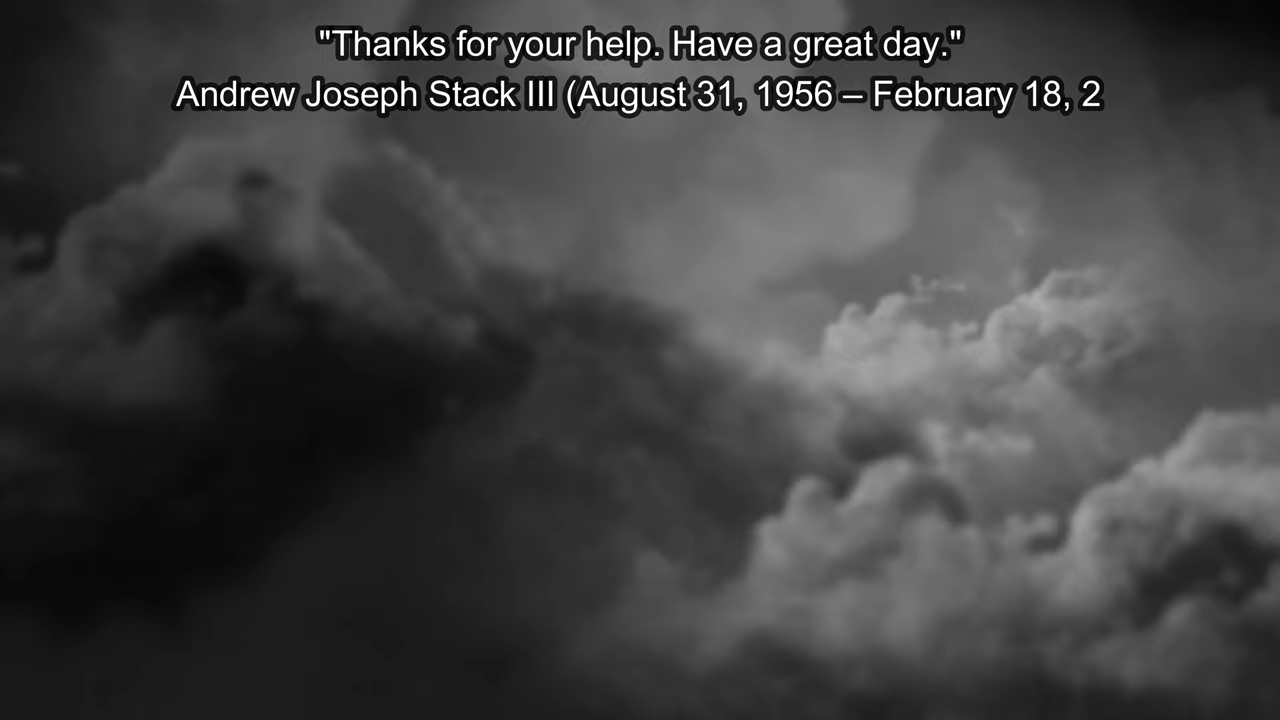 "Thanks for your help. Have a great day."
Andrew Joseph Stack III (August 31, 1956 – February 18, 2